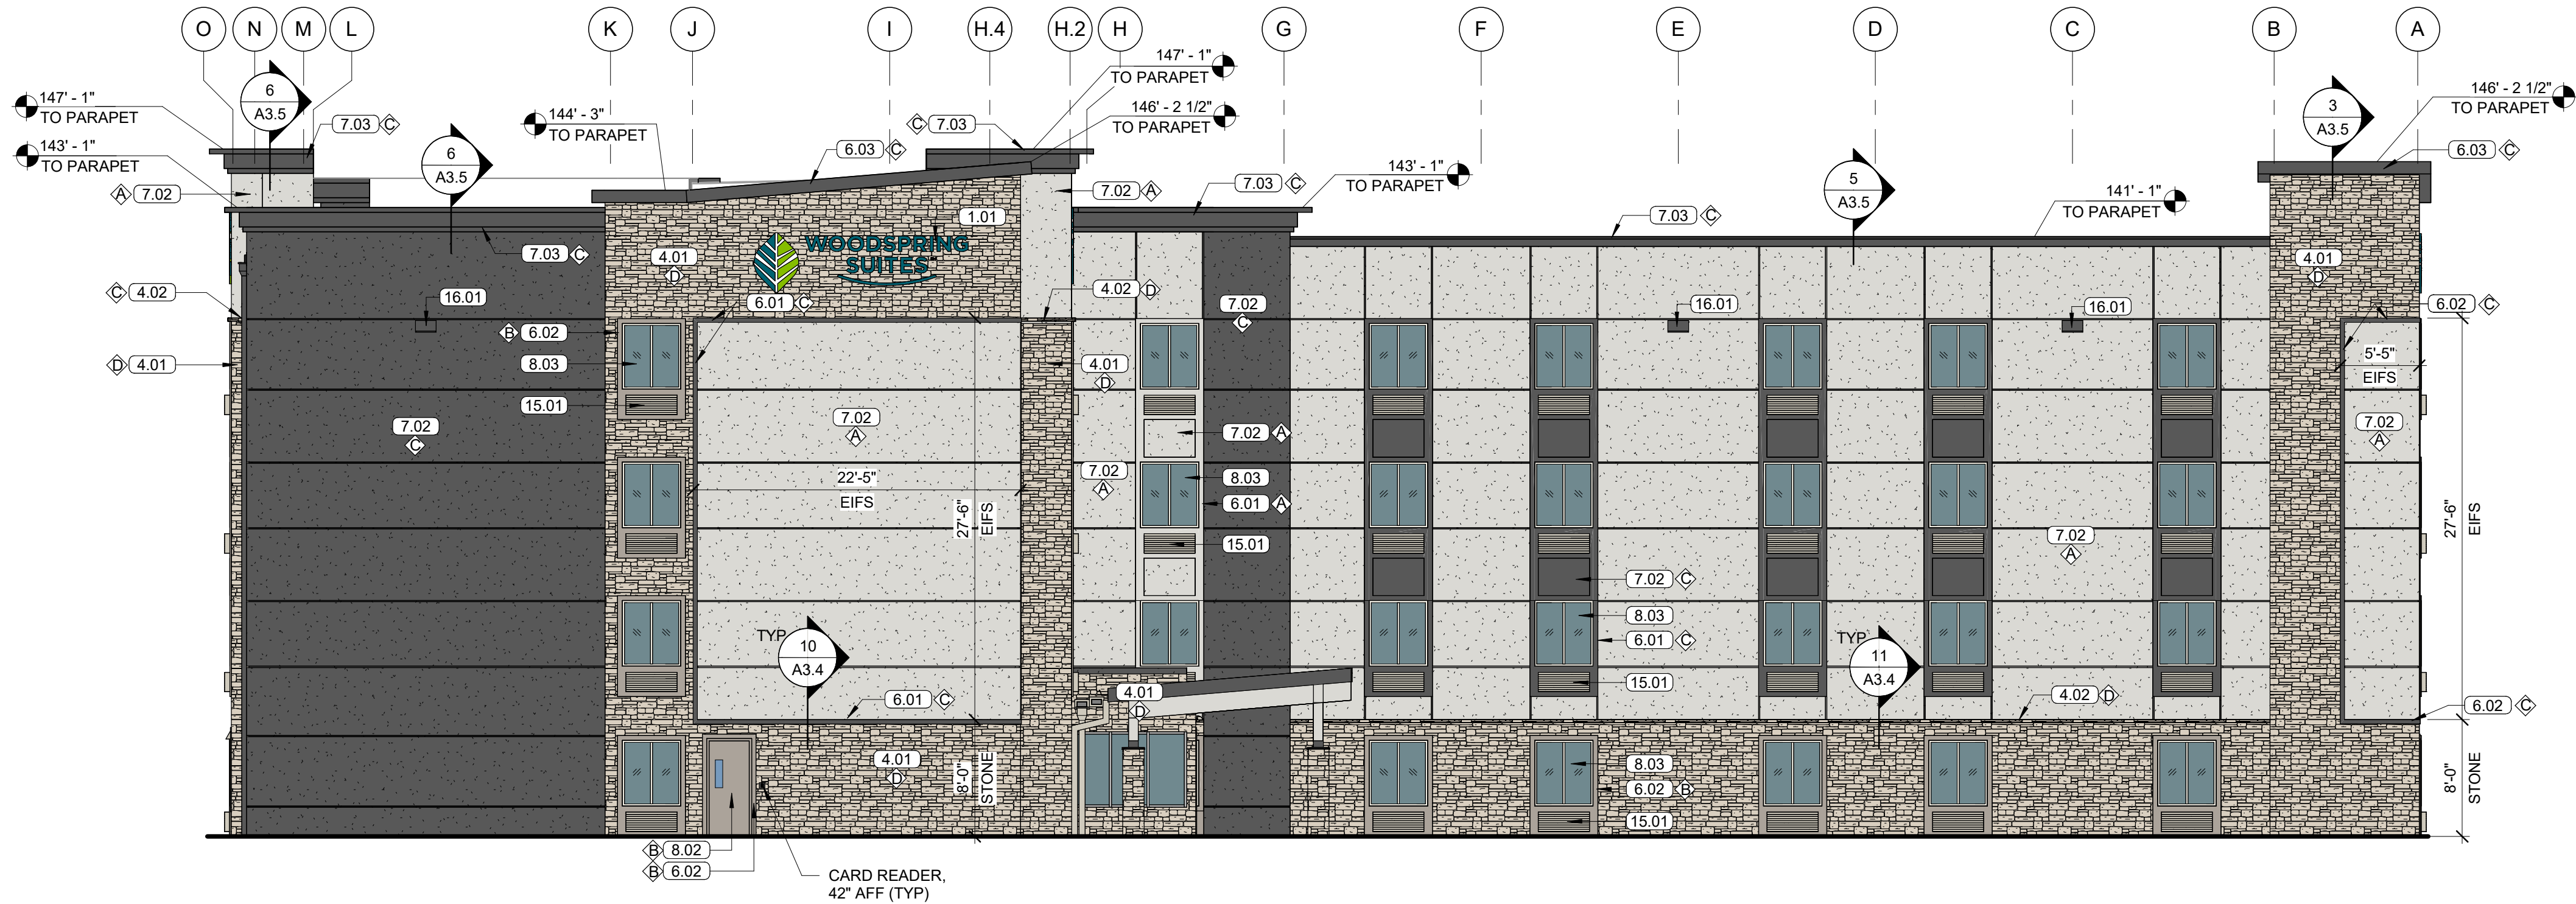 O N M L K J I H.4 H.2 H G F E D C B A
147' - 1"
TO PARAPET
143' - 1"
TO PARAPET
6
A3.5
7.03 C
6
A3.5
144' - 3"
TO PARAPET
6.03 C
C 7.03
147' - 1"
TO PARAPET
146' - 2 1/2"
TO PARAPET
7.03 C
143' - 1"
TO PARAPET
7.03 C
5
A3.5
141' - 1"
TO PARAPET
3
A3.5
146' - 2 1/2"
TO PARAPET
6.03 C
A 7.02
7.02 A
1.01
WOODSPRING
SUITES
7.03 C
4.01
D
C 4.02
16.01
6.01 C
4.02 D
7.02
C
16.01
16.01
4.01
D
6.02 C
B 6.02
D 4.01
8.03
15.01
4.01
D
5'-5"
EIFS
7.02
C
7.02
A
7.02 A
7.02
A
22'-5"
EIFS
27'-6"
EIFS
7.02
A
8.03
6.01 A
15.01
7.02
A
27'-6"
EIFS
7.02 C
8.03
6.01 C
15.01
TYP
10
A3.4
TYP
11
A3.4
6.01 C
4.01
D
4.02 D
6.02 C
4.01
D
8'-0"
STONE
8.03
6.02 B
15.01
8'-0"
STONE
B 8.02
B 6.02
CARD READER,
42" AFF (TYP)